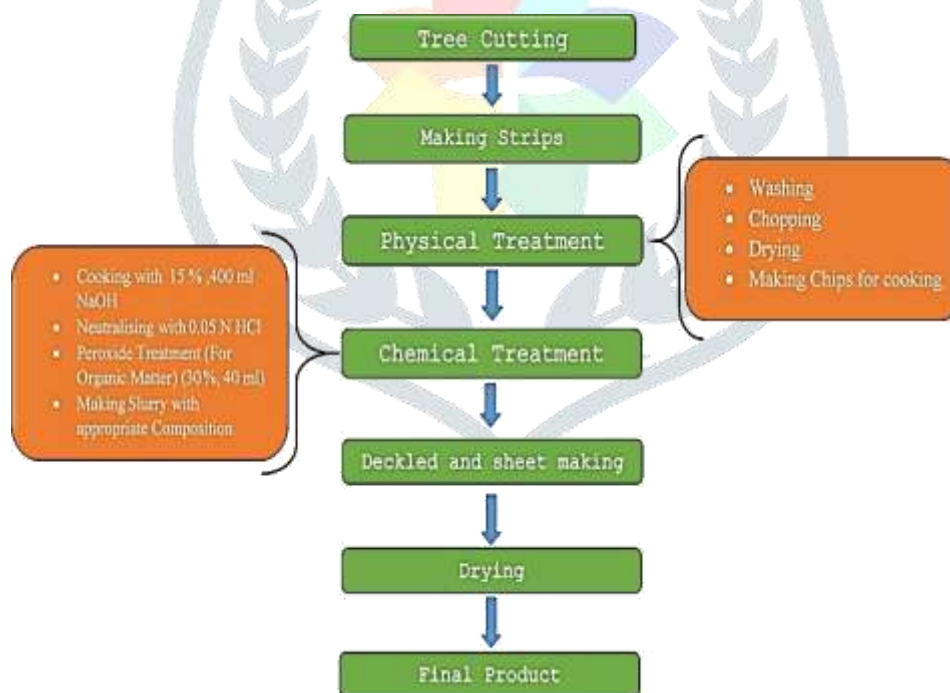 Tree Cutting
Making Strips
Physical Treatment
• Washing
• Chopping
• Drying
• Making Chips for cooking
Chemical Treatment
• Cooking with 15 % ,400 ml
NaOH
• Neutralising with 0.05 N HCl
• Peroxide Treatment (For
Organic Matter) (30%, 40 ml)
• Making Slurry with
appropriate Composition
Deckled and sheet making
Drying
Final Product